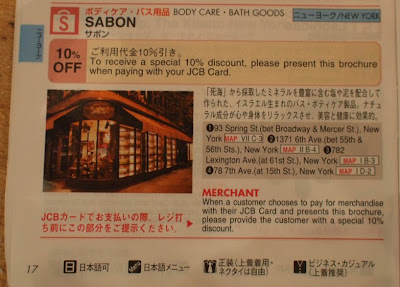 ボディケア・バス用品 BODY CARE・BATH GOODS
ニューヨーク/NEW YORK
S
SABON
サボン
ニューヨーク
10%
OFF
ご利用代金10%引き。
To receive a special 10% discount, please present this brochure
when paying with your JCB Card.
「死海」から採取したミネラルを豊富に含む塩や泥を配合して
作られた、イスラエル生まれのバス・ボディケア製品。ナチュ
ラル成分が心や身体をリラックスさせ、美容と健康に効果的。
❶93 Spring St.(bet Broadway & Mercer St.), New
York MAP VII C-3 ❷1371 6th Ave.(bet 55th &
56th Sts.), New York MAP II B-4 ❸782
Lexington Ave.(at 61st St.), New York MAP I B-3
❹78 7th Ave.(at 15th St.), New York MAP I D-2
JCBカードでお支払いの際、レジ打
ち前にこの部分をご提示ください。
MERCHANT
When a customer chooses to pay for merchandise
with their JCB Card and presents this brochure,
please provide the customer with a special 10%
discount.
17
日 日本語可
日本語メニュー
正装(上着着用・
ネクタイは自由)
ビジネス・カジュアル
(上着推奨)